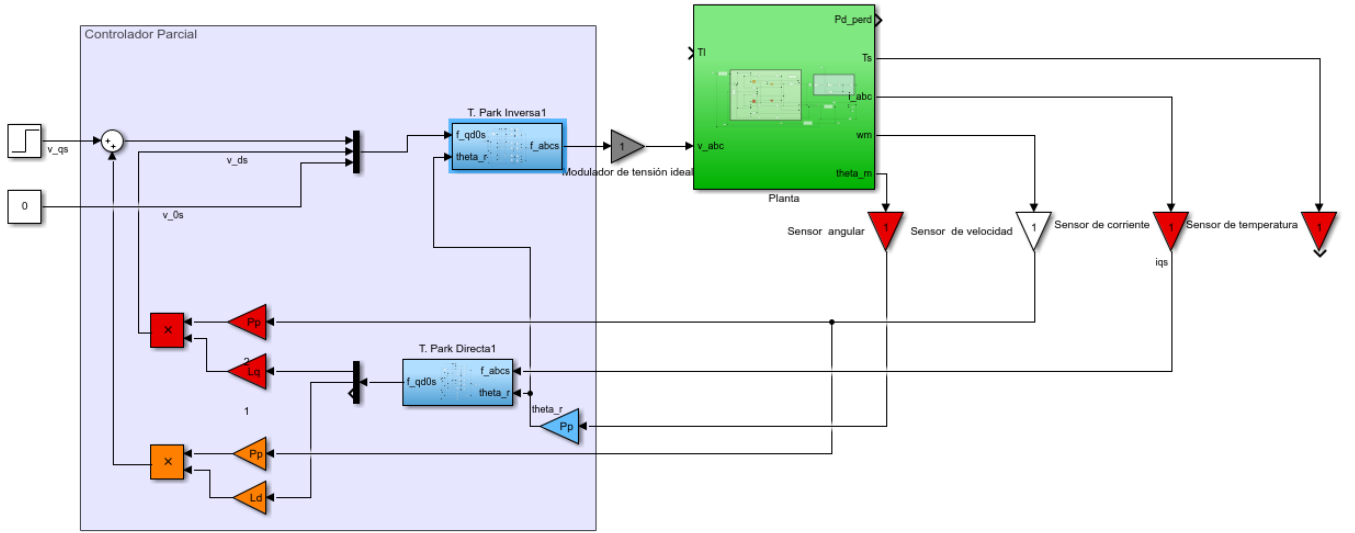 Controlador Parcial
Pd_perd
Tl
Ts
i_abc
wm
theta_m
v_abc
Planta
T. Park Inversa1
f_qd0s
theta_r
f_abcs
1
Modulador de tensión ideal
v_qs
v_ds
0
v_0s
Sensor angular
1
Sensor de velocidad
1
Sensor de corriente
1
Sensor de temperatura
1
iqs
Pp
×
2
Lq
T. Park Directa1
f_qd0s
f_abcs
theta_r
1
theta_r
Pp
Pp
×
Ld